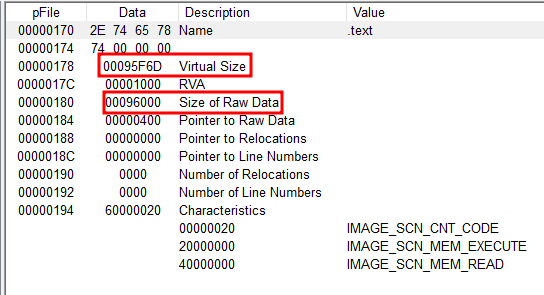 pFile Data Description Value
00000170 2E 74 65 78 Name .text
00000174 74 00 00 00
00000178 00095F6D Virtual Size
0000017C 00001000 RVA
00000180 00096000 Size of Raw Data
00000184 00000400 Pointer to Raw Data
00000188 00000000 Pointer to Relocations
0000018C 00000000 Pointer to Line Numbers
00000190 0000 Number of Relocations
00000192 0000 Number of Line Numbers
00000194 60000020 Characteristics
00000020 IMAGE_SCN_CNT_CODE
20000000 IMAGE_SCN_MEM_EXECUTE
40000000 IMAGE_SCN_MEM_READ